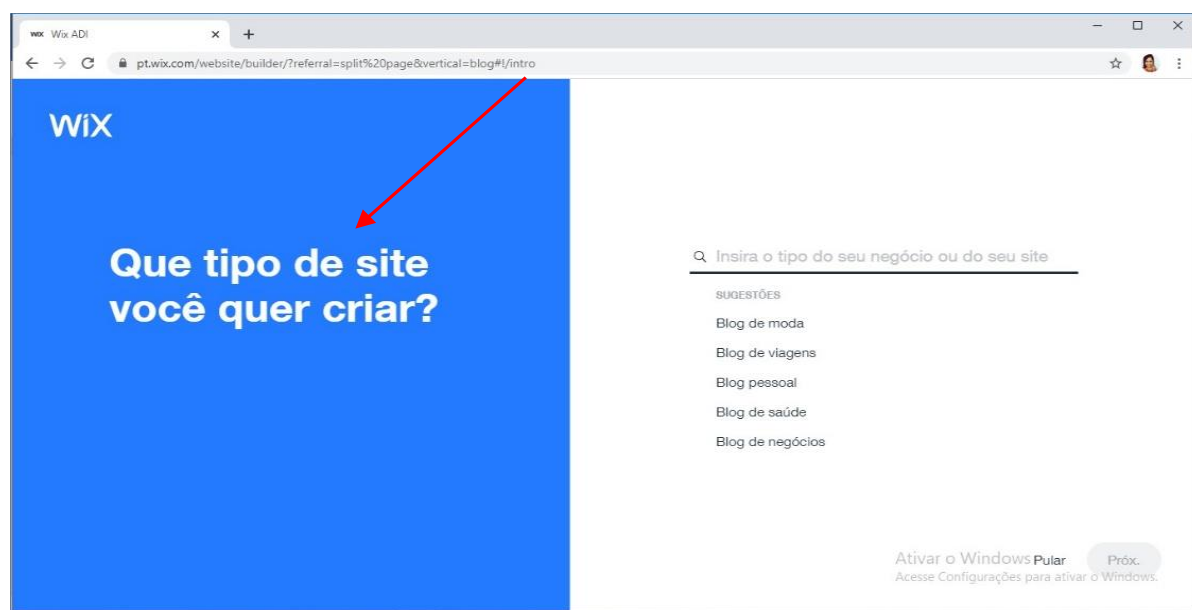 WiX Wix ADI
pt.wix.com/website/builder/?referral=split%20page&vertical=blog#!/intro
WiX
Que tipo de site
você quer criar?
Insira o tipo do seu negócio ou do seu site
SUGESTÕES
Blog de moda
Blog de viagens
Blog pessoal
Blog de saúde
Blog de negócios
Ativar o Windows
Acesse Configurações para ativar o Windows.
Pular
Próx.